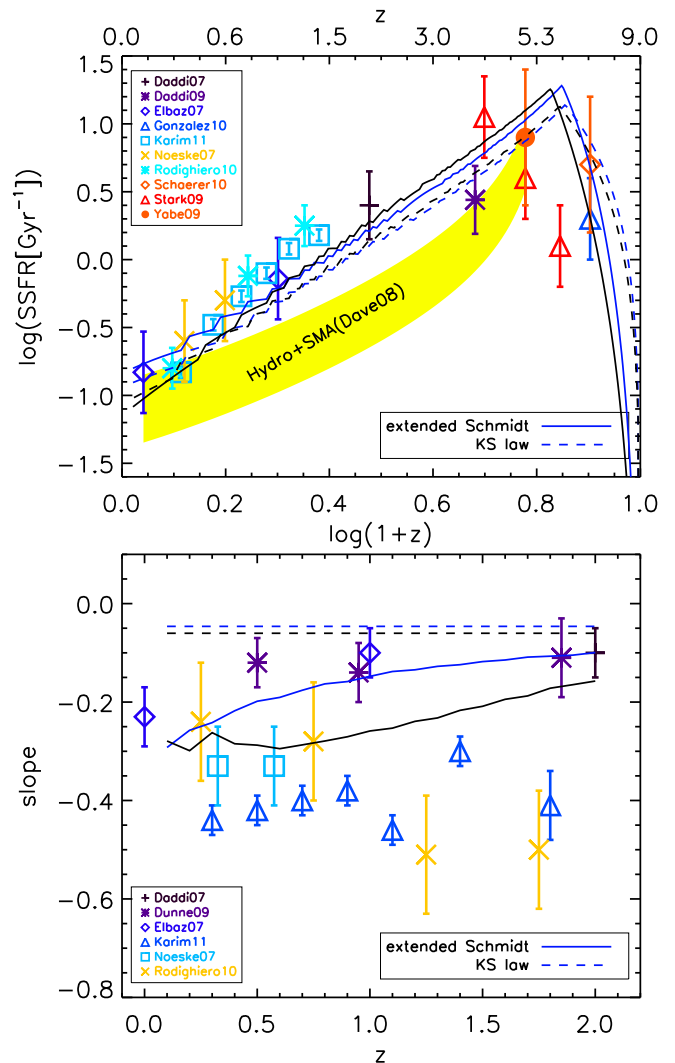 z
0.0 0.6 1.5 3.0 5.3 9.0
1.5
1.0
0.5
0.0
−0.5
−1.0
−1.5
log(SSFR[Gyr⁻¹])
Daddi07
Daddi09
Elbaz07
Gonzalez10
Karim11
Noeske07
Rodighiero10
Schaerer10
Stark09
Yabe09
Hydro+SMA(Dave08)
extended Schmidt
KS law
0.0 0.2 0.4 0.6 0.8 1.0
log(1+z)
0.0
−0.2
−0.4
−0.6
−0.8
slope
Daddi07
Dunne09
Elbaz07
Karim11
Noeske07
Rodighiero10
extended Schmidt
KS law
0.0 0.5 1.0 1.5 2.0
z